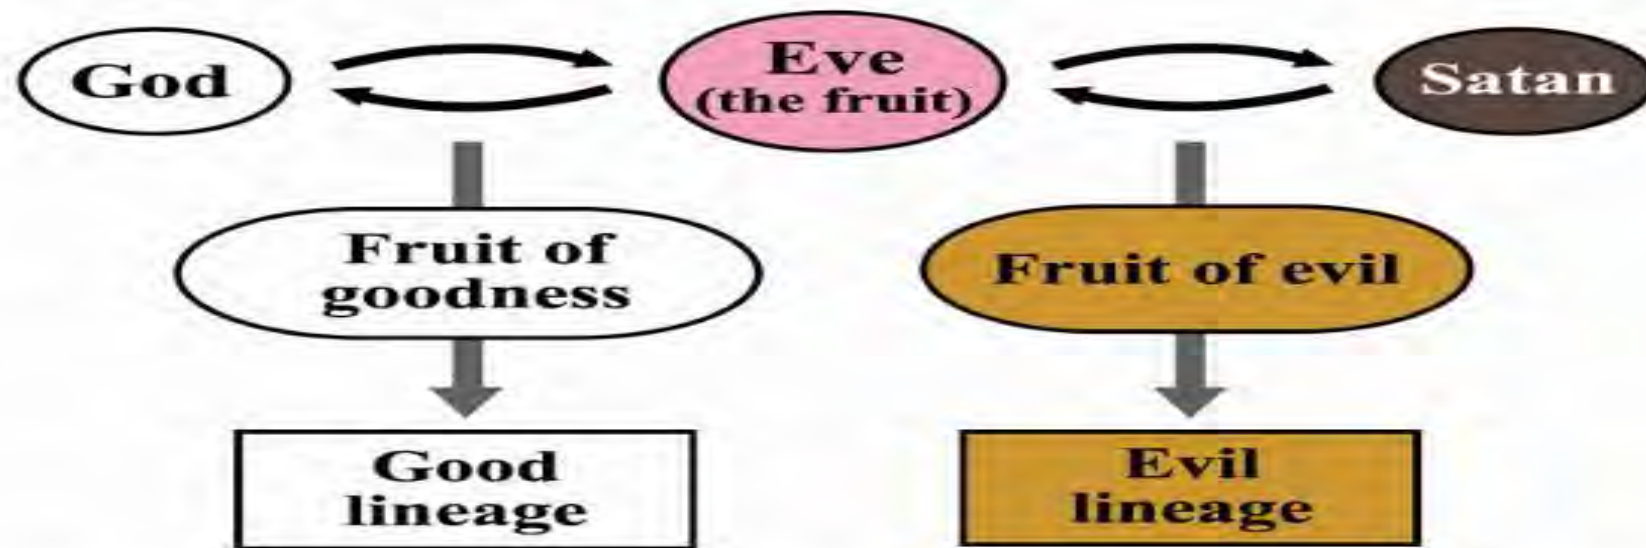 God
Eve
(the fruit)
Satan
Fruit of
goodness
Fruit of evil
Good
lineage
Evil
lineage